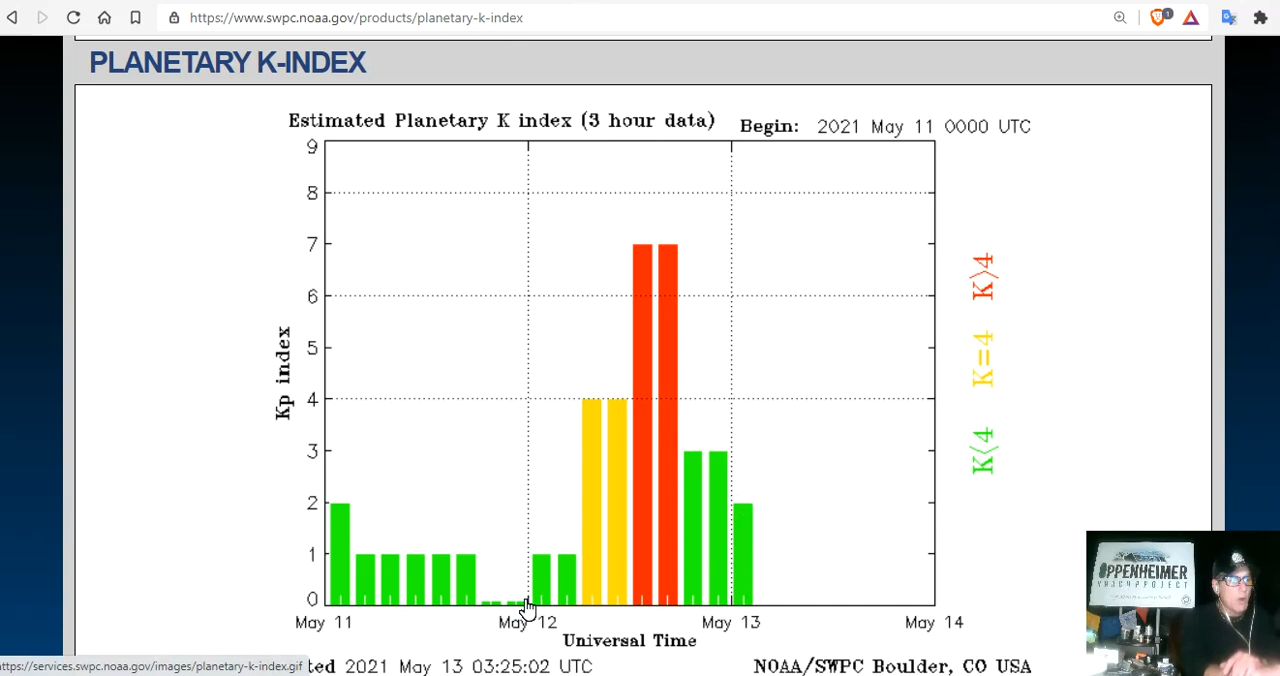 https://www.swpc.noaa.gov/products/planetary-k-index
1
PLANETARY K-INDEX
Estimated Planetary K index (3 hour data)
Begin: 2021 May 11 0000 UTC
9
8
7
6
5
4
3
2
1
0
Kp index
K>4
K=4
K<4
May 11
May 12
May 13
May 14
Universal Time
https://services.swpc.noaa.gov/images/planetary-k-index.gif
ted 2021 May 13 03:25:02 UTC
NOAA/SWPC Boulder, CO USA
OPPENHEIMER
RANCH PROJECT